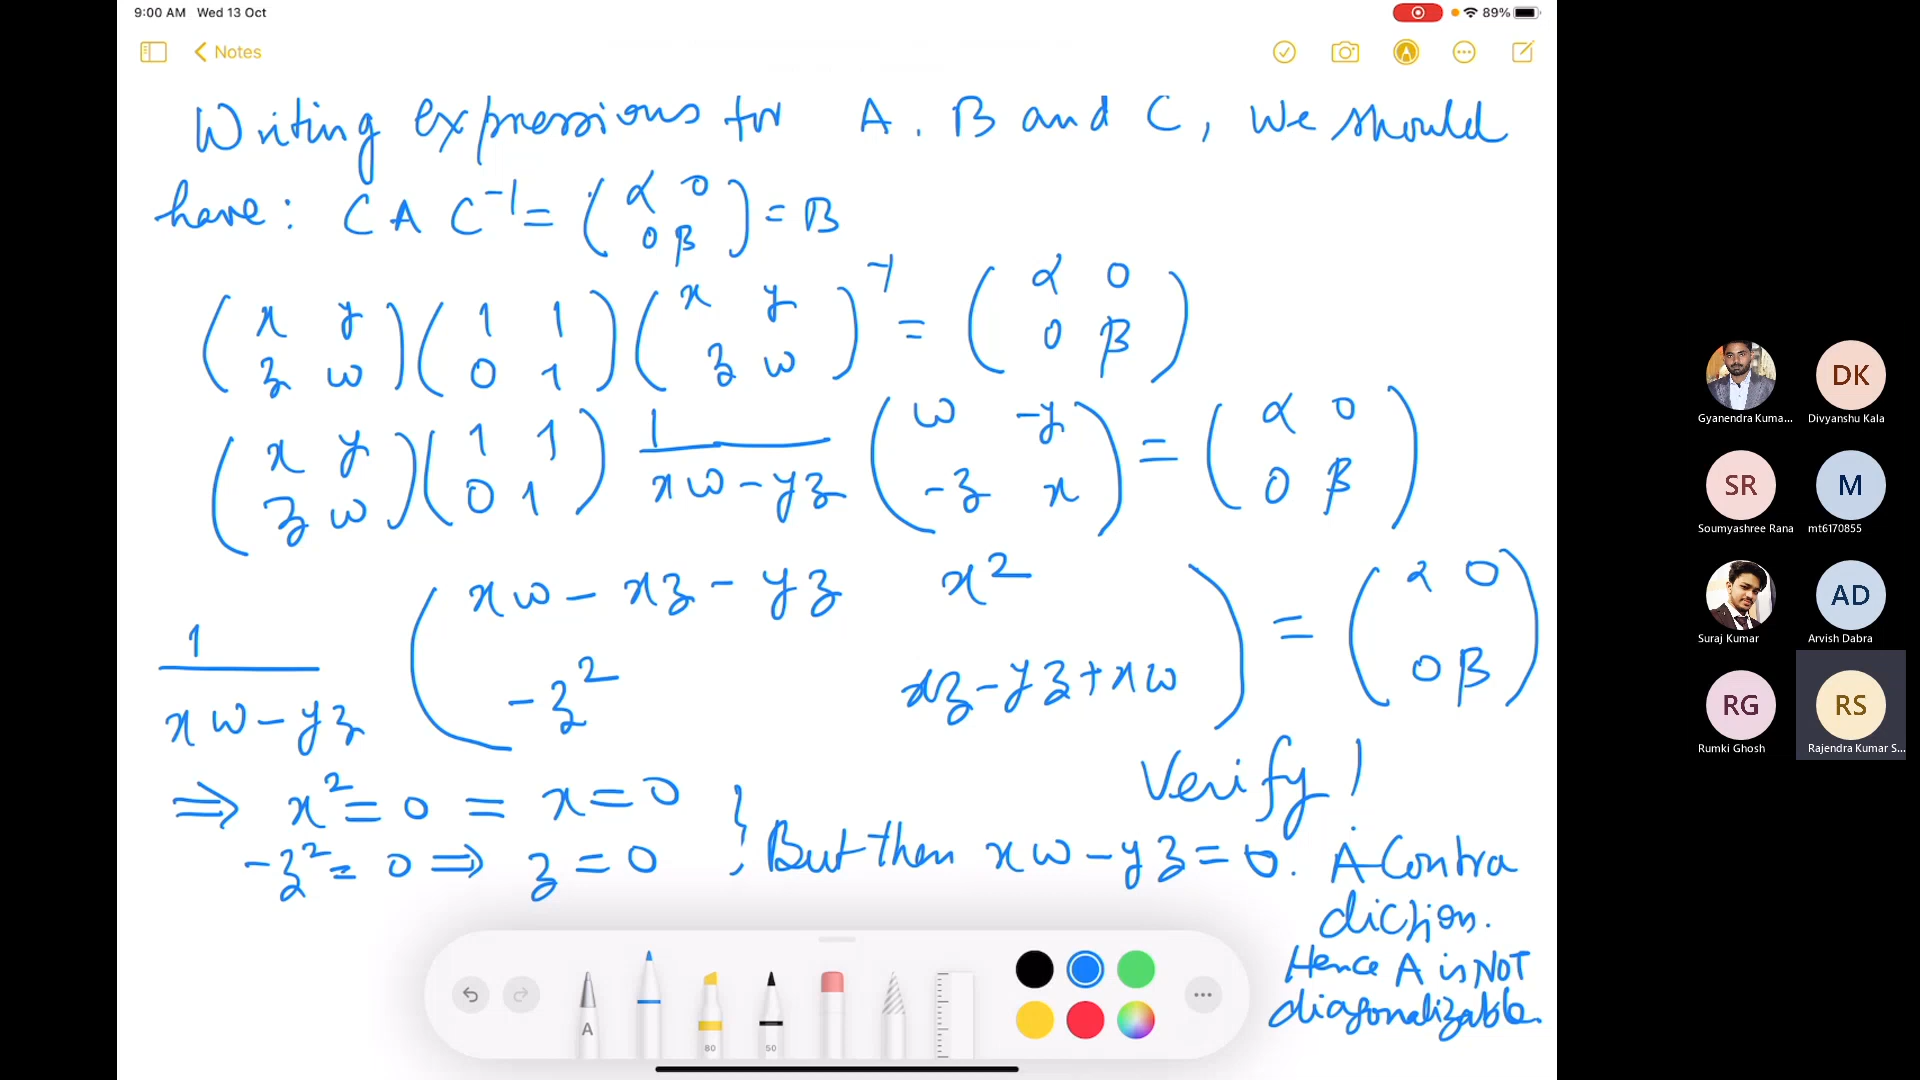 9:00 AM Wed 13 Oct
89%
Notes
Writing expressions for A, B and C, We should
have: C A C⁻¹ = ( α 0 ; 0 β ) = B
( x y ; z w ) ( 1 1 ; 0 1 ) ( x y ; z w )⁻¹ = ( α 0 ; 0 β )
( x y ; z w ) ( 1 1 ; 0 1 ) 1 / (xw - yz) ( w -y ; -z x ) = ( α 0 ; 0 β )
1 / (xw - yz) ( xw - xz - yz x² ; -z² xz - yz + xw ) = ( α 0 ; 0 β )
Verify!
⇒ x² = 0 = x = 0
-z² = 0 ⇒ z = 0 } But then xw - yz = 0. A Contra
diction.
Hence A is NOT
diagonalizable.
A
80
50
DK
Gyanendra Kuma...
Divyanshu Kala
SR
M
Soumyashree Rana
mt6170855
AD
Suraj Kumar
Arvish Dabra
RG
RS
Rumki Ghosh
Rajendra Kumar S...